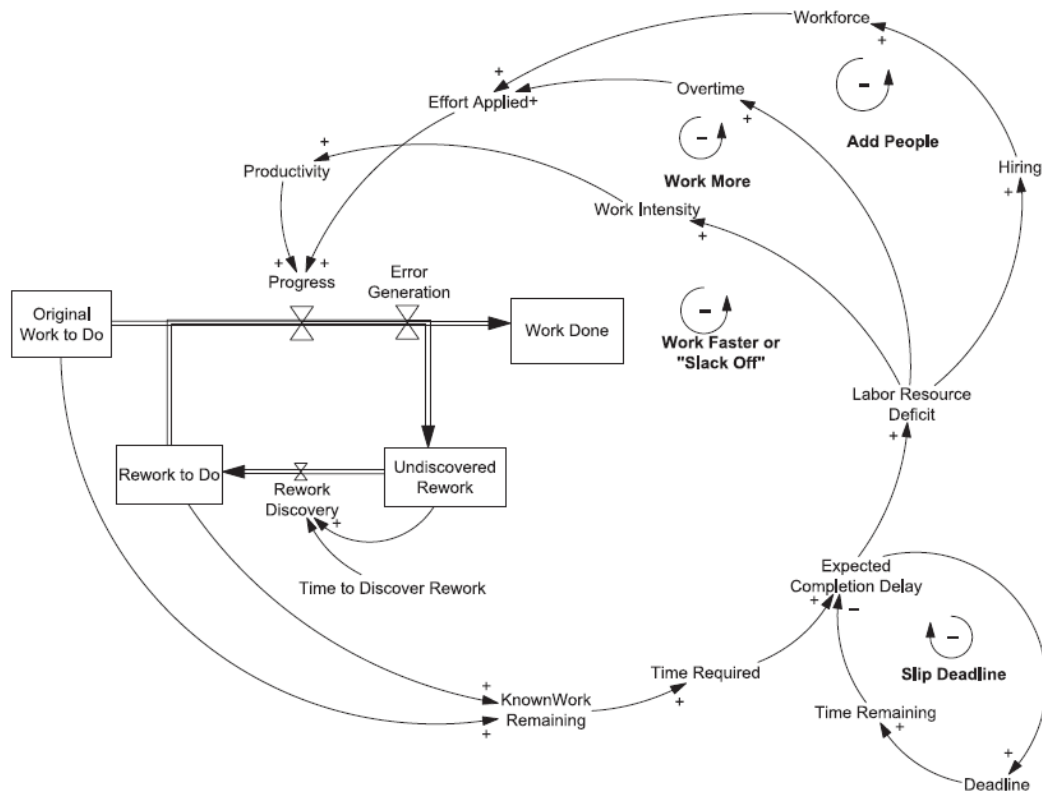 Workforce
+
+
Effort Applied+
Overtime
+
-
Add People
+
Productivity
-
Work More
Hiring
+
Work Intensity
+
+
+
Progress
Error
Generation
Original
Work to Do
Work Done
-
Work Faster or
"Slack Off"
Labor Resource
Deficit
+
Rework to Do
Undiscovered
Rework
Rework
Discovery
+
Time to Discover Rework
Expected
Completion Delay
+
-
-
Slip Deadline
Time Required
+
+
KnownWork
Remaining
+
Time Remaining
+
+
Deadline